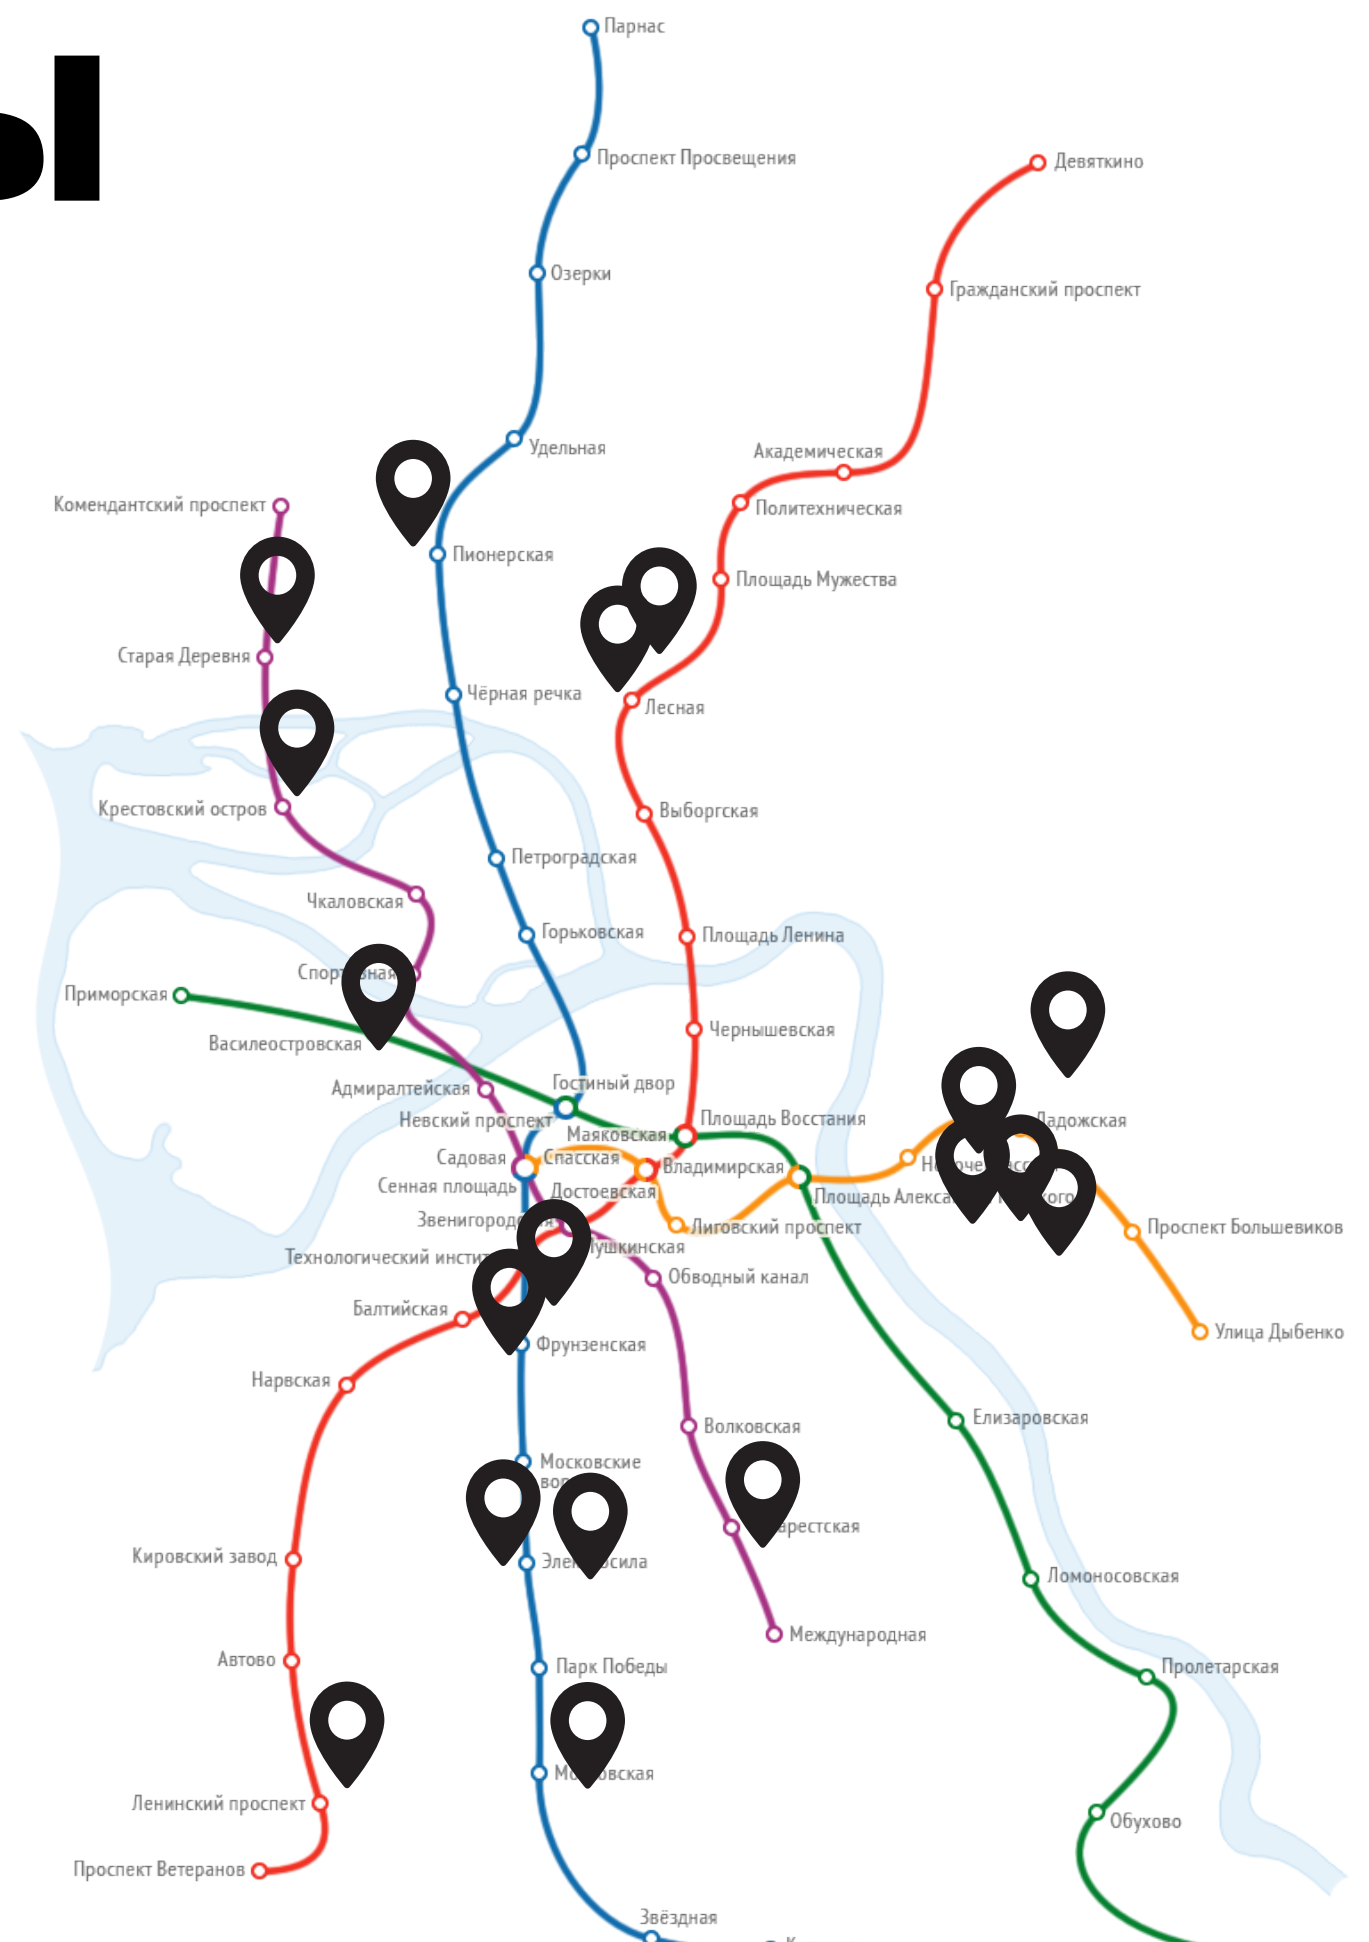 ы
Парнас
Проспект Просвещения
Девяткино
Озерки
Гражданский проспект
Удельная
Академическая
Комендантский проспект
Политехническая
Пионерская
Площадь Мужества
Старая Деревня
Чёрная речка
Лесная
Крестовский остров
Выборгская
Петроградская
Чкаловская
Горьковская
Площадь Ленина
Приморская
Чернышевская
Василеостровская
Гостиный двор
Адмиралтейская
Невский проспект
Площадь Восстания
Ладожская
Маяковская
Садовая
Спасская
Владимирская
Сенная площадь
Достоевская
Площадь
Лиговский проспект
Проспект Большевиков
Пушкинская
Обводный канал
Балтийская
Улица Дыбенко
Фрунзенская
Нарвская
Елизаровская
Волковская
Московские
Кировский завод
Ломоносовская
Международная
Автово
Парк Победы
Пролетарская
Ленинский проспект
Обухово
Проспект Ветеранов
Звёздная